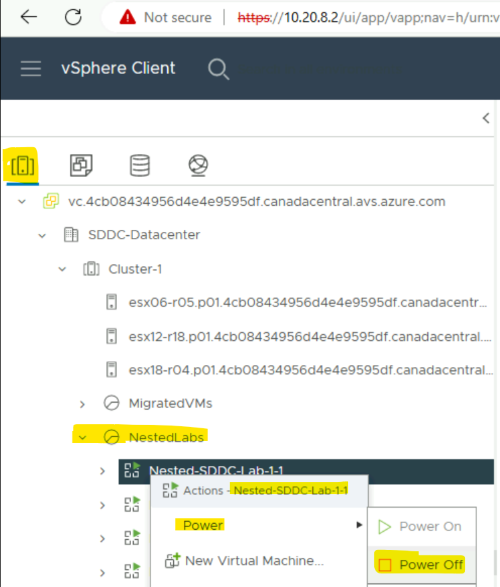 Not secure https://10.20.8.2/ui/app/vapp;nav=h/urn:v
vSphere Client
vc.4cb08434956d4e4e9595df.canadacentral.avs.azure.com
SDDC-Datacenter
Cluster-1
esx06-r05.p01.4cb08434956d4e4e9595df.canadacentr...
esx12-r18.p01.4cb08434956d4e4e9595df.canadacentral....
esx18-r04.p01.4cb08434956d4e4e9595df.canadacentral...
MigratedVMs
NestedLabs
Nested-SDDC-Lab-1-1
Actions - Nested-SDDC-Lab-1-1
Power
Power On
New Virtual Machine...
Power Off